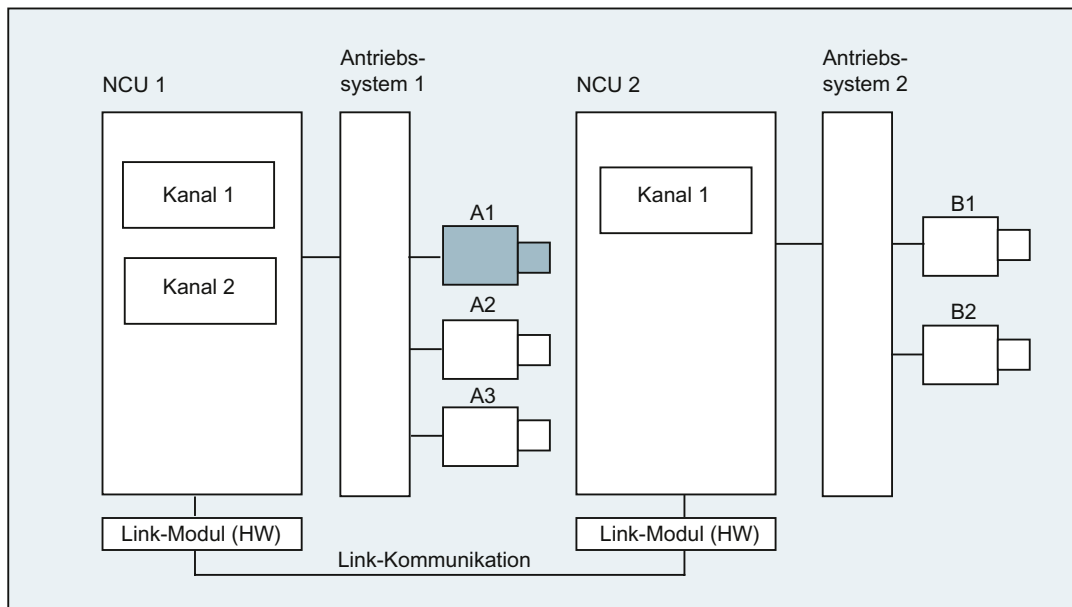 NCU 1
Antriebs-
system 1
NCU 2
Antriebs-
system 2
Kanal 1
Kanal 2
A1
A2
A3
Kanal 1
B1
B2
Link-Modul (HW)
Link-Modul (HW)
Link-Kommunikation